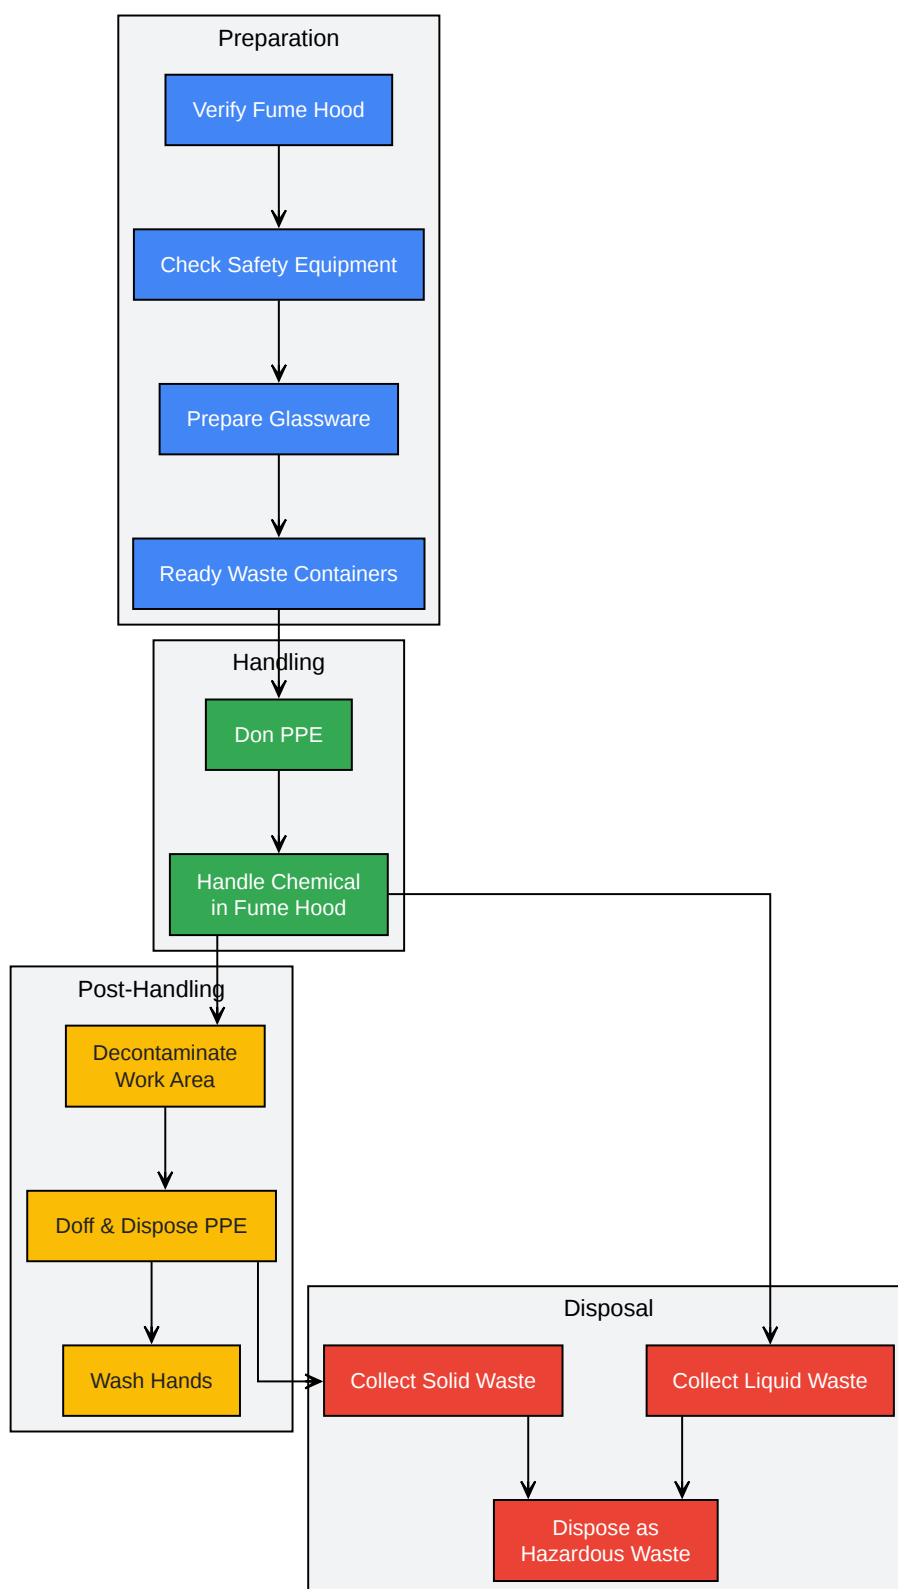 Preparation
Verify Fume Hood
Check Safety Equipment
Prepare Glassware
Ready Waste Containers
Handling
Don PPE
Handle Chemical
in Fume Hood
Post-Handling
Decontaminate
Work Area
Doff & Dispose PPE
Wash Hands
Disposal
Collect Solid Waste
Collect Liquid Waste
Dispose as
Hazardous Waste